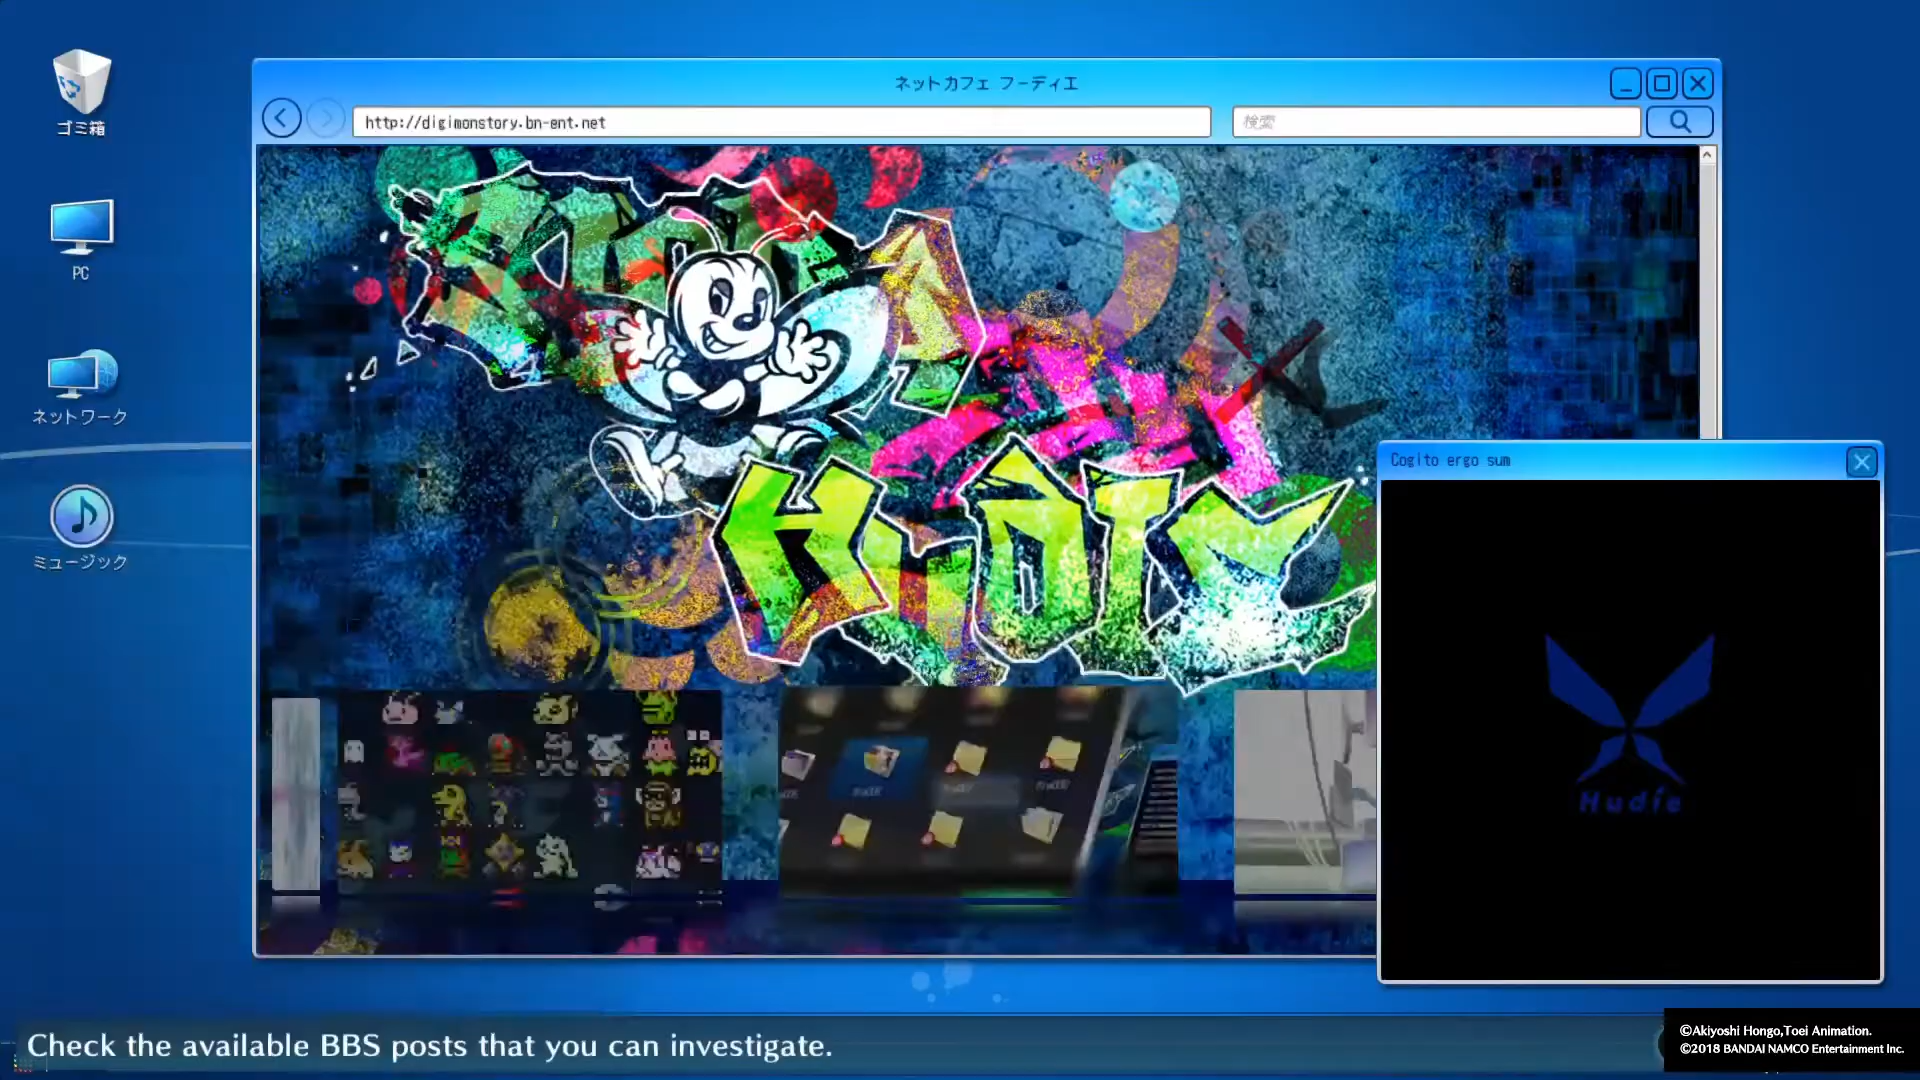 ゴミ箱
PC
ネットワーク
ミュージック
ネットカフェ フーディエ
http://digimonstory.bn-ent.net
検索
Hudie
Cogito ergo sum
Hudie
Check the available BBS posts that you can investigate.
©Akiyoshi Hongo,Toei Animation.
©2018 BANDAI NAMCO Entertainment Inc.